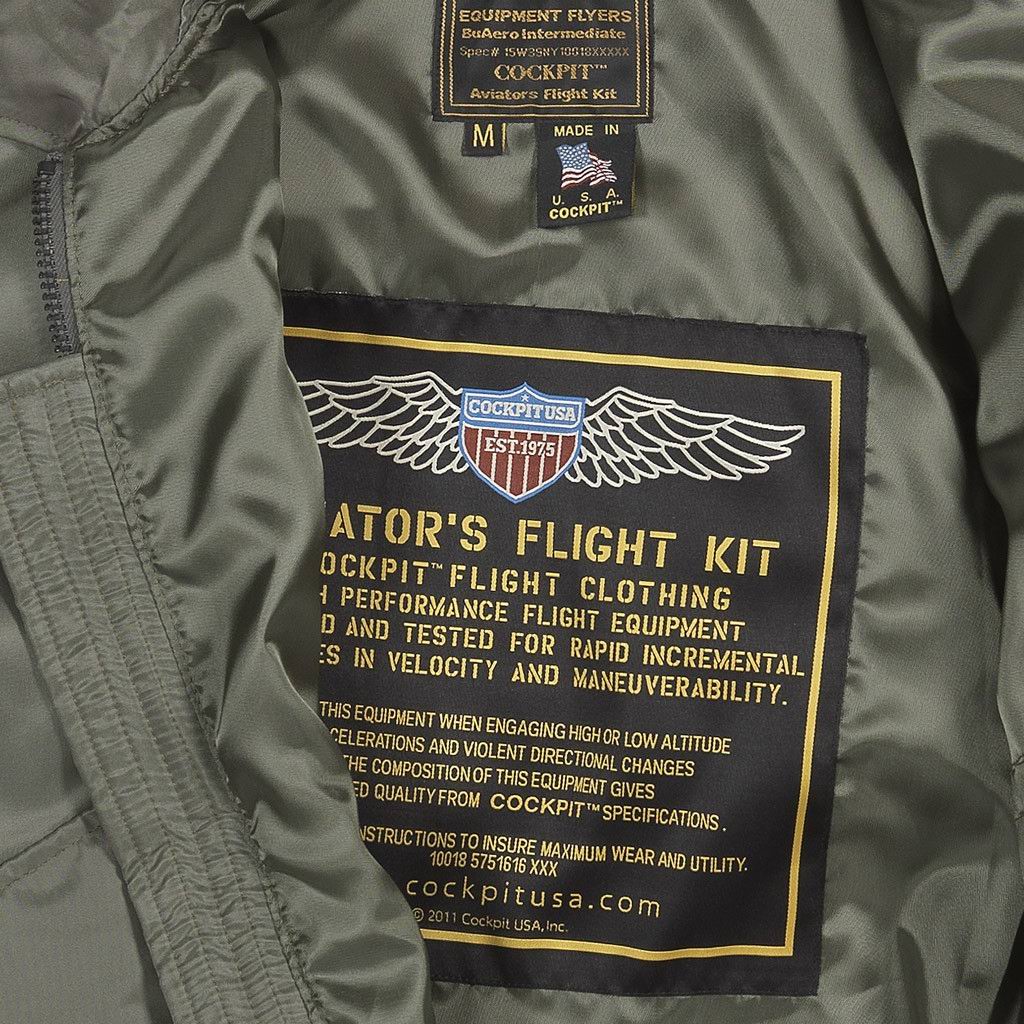 EQUIPMENT FLYERS
BuAero Intermediate
Spec# 15W39NY10018XXXXX
COCKPIT™
Aviators Flight Kit
M
MADE IN
U. S. A.
COCKPIT™
COCKPIT USA
EST. 1975
ATOR'S FLIGHT KIT
OCKPIT™ FLIGHT CLOTHING
H PERFORMANCE FLIGHT EQUIPMENT
D AND TESTED FOR RAPID INCREMENTAL
ES IN VELOCITY AND MANEUVERABILITY.
THIS EQUIPMENT WHEN ENGAGING HIGH OR LOW ALTITUDE
CELERATIONS AND VIOLENT DIRECTIONAL CHANGES
THE COMPOSITION OF THIS EQUIPMENT GIVES
ED QUALITY FROM COCKPIT™ SPECIFICATIONS.
NSTRUCTIONS TO INSURE MAXIMUM WEAR AND UTILITY.
10018 5751616 XXX
cockpitusa.com
© 2011 Cockpit USA, Inc.